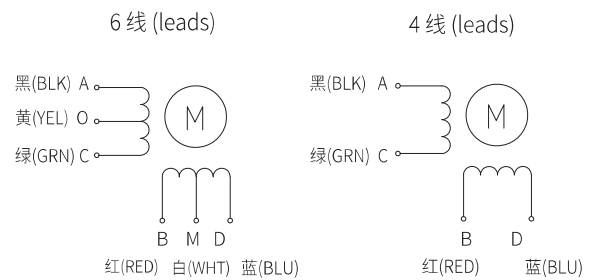 6 线 (leads)
黑(BLK) A
黄(YEL) O
绿(GRN) C
M
B M D
红(RED) 白(WHT) 蓝(BLU)
4 线 (leads)
黑(BLK) A
绿(GRN) C
M
B D
红(RED) 蓝(BLU)